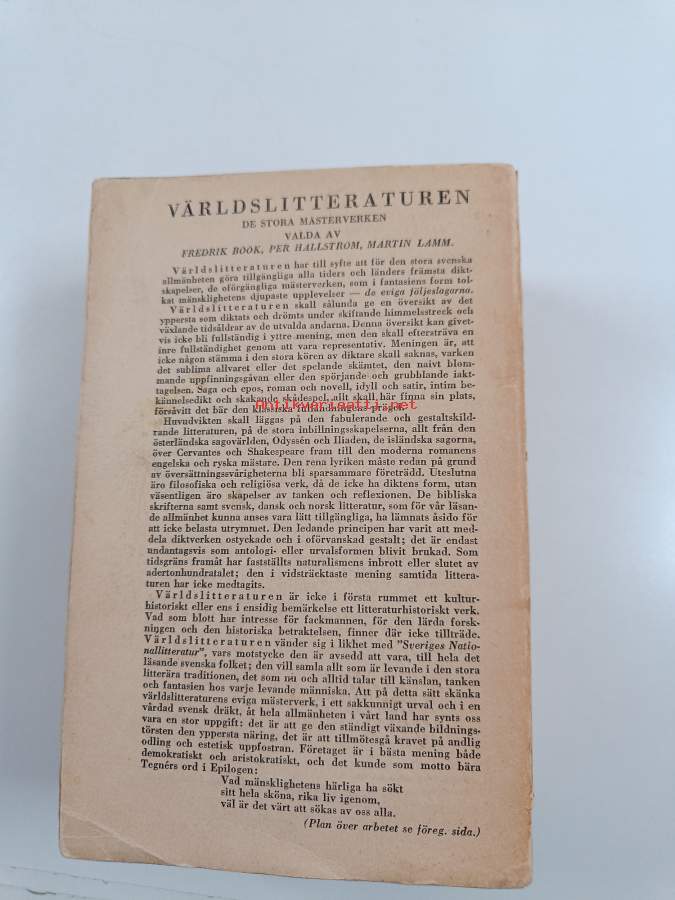 VÄRLDSLITTERATUREN
DE STORA MÄSTERVERKEN
VALDA AV
FREDRIK BÖÖK, PER HALLSTRÖM, MARTIN LAMM.
Världslitteraturen har till syfte att för den stora svenska
allmänheten göra tillgängliga alla tiders och länders främsta dikt-
skapelser, de oförgängliga mästerverken, som i fantasiens form tol-
kat mänsklighetens djupaste upplevelser — de eviga följeslagarna.
Världslitteraturen skall sålunda ge en översikt av det
yppersta som diktats och drömts under skiftande himmelsstreck och
växlande tidsåldrar av de utvalda andarna. Denna översikt kan givet-
vis icke bli fullständig i yttre mening, men den skall eftersträva en
inre fullständighet genom att vara representativ. Meningen är, att
icke någon stämma i den stora kören av diktare skall saknas, varken
det sublima allvaret eller det spelande skämtet, den naivt blom-
mande uppfinningsgåvan eller den spörjande och grubblande iakt-
tagelsen. Saga och epos, roman och novell, idyll och satir, intim be-
kännelsedikt och skakande skådespel, allt skall här finna sin plats,
försåvitt det bär den klassiska fulländningens prägel.
Antikvariaatti.net
Huvudvikten skall läggas på den fabulerande och gestaltskild-
rande litteraturen, på de stora inbillningsskapelserna, allt från den
österländska sagovärlden, Odyssén och Iliaden, de isländska sagorna,
över Cervantes och Shakespeare fram till den moderna romanens
engelska och ryska mästare. Den rena lyriken måste redan på grund
av översättningssvårigheterna bli sparsammare företrädd. Uteslutna
äro filosofiska och religiösa verk, då de icke ha diktens form, utan
väsentligen äro skapelser av tanken och reflexionen. De bibliska
skrifterna samt svensk, dansk och norsk litteratur, som för vår läsan-
de allmänhet kunna anses vara lätt tillgängliga, ha lämnats åsido för
att icke belasta utrymmet. Den ledande principen har varit att med-
dela diktverken ostyckade och i oförvanskad gestalt; det är endast
undantagsvis som antologi- eller urvalsformen blivit brukad. Som
tidsgräns framåt har fastställts naturalismens inbrott eller slutet av
adertonhundratalet; den i vidsträcktaste mening samtida littera-
turen har icke medtagits.
Världslitteraturen är icke i första rummet ett kultur-
historiskt eller ens i ensidig bemärkelse ett litteraturhistoriskt verk.
Vad som blott har intresse för fackmannen, för den lärda forsk-
ningen och den historiska betraktelsen, finner där icke tillträde.
Världslitteraturen vänder sig i likhet med "Sveriges Natio-
nallitteratur", vars motstycke den är avsedd att vara, till hela det
läsande svenska folket; den vill samla allt som är levande i den stora
litterära traditionen, det som nu och alltid talar till känslan, tanken
och fantasien hos varje levande människa. Att på detta sätt skänka
världslitteraturens eviga mästerverk, i ett sakkunnigt urval och i en
vårdad svensk dräkt, åt hela allmänheten i vårt land har synts oss
vara en stor uppgift: det är att ge den ständigt växande bildnings-
törsten den yppersta näring, det är att tillmötesgå kravet på andlig
odling och estetisk uppfostran. Företaget är i bästa mening både
demokratiskt och aristokratiskt, och det kunde som motto bära
Tegnérs ord i Epilogen:
Vad mänsklighetens härliga ha sökt
sitt hela sköna, rika liv igenom,
väl är det värt att sökas av oss alla.
(Plan över arbetet se föreg. sida.)